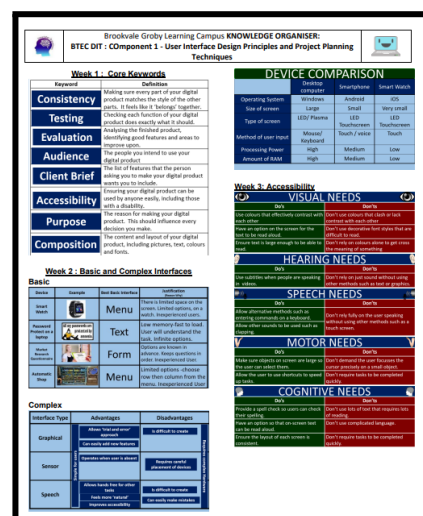 Brookvale Groby Learning Campus KNOWLEDGE ORGANISER:
BTEC DIT : COmponent 1 - User Interface Design Principles and Project Planning
Techniques
Week 1 : Core Keywords
Keyword Definition
Consistency
Making sure every part of your digital
product matches the style of the other
parts. It feels like it 'belongs' together.
Testing
Checking each function of your digital
product does exactly what it should.
Evaluation
Analysing the finished product,
identifying good features and areas to
improve upon.
Audience
The people you intend to use your
digital product
Client Brief
The list of features that the person
asking you to make your digital product
wants you to include.
Accessibility
Ensuring your digital product can be
used by anyone easily, including those
with a disability.
Purpose
The reason for making your digital
product. This should influence every
decision you make.
Composition
The content and layout of your digital
product, including pictures, text, colours
and fonts.
Week 2 : Basic and Complex Interfaces
Basic
Device Example Best Basic Interface Justification
Smart
Watch
Menu
There is limited space on the
screen. Limited options, on a
watch. Inexperienced users.
Password
Protect on a
laptop
Text
Low memory fast to load.
User will understand the
task. Infinite options.
Market
Research
Questionnaire
Form
Options are known in
advance. Keeps questions in
order. Inexperienced User
Automatic
Shop
Menu
Limited options -choose
row then column from the
menu. Inexperienced User
Complex
Interface Type Advantages Disadvantages
Graphical
Allows 'trial and error'
approach
Can easily add new features
Is difficult to create
Sensor
Operates when user is absent
Requires careful
placement of devices
Speech
Allows hands free for other
tasks
Feels more 'natural'
Improves accessibility
Is difficult to create
Can easily make mistakes
Simple to use
Requires complex hardware
DEVICE COMPARISON
Desktop
computer
Smartphone Smart Watch
Operating System Windows Android iOS
Size of screen Large Small Very small
Type of screen LED/ Plasma LED
Touchscreen LED
Touchscreen
Method of user input Mouse/
Keyboard Touch / voice Touch
Processing Power High Medium Low
Amount of RAM High Medium Low
Week 3: Accessibility
VISUAL NEEDS
Do's Don'ts
Use colours that effectively contrast with
each other
Don't use colours that clash or lack
contrast with each other
Have an option on the screen for the
text to be read aloud.
Don't use decorative font styles that are
difficult to read.
Ensure text is large enough to be able to
read.
Don't rely on colours alone to get cross
the meaning of something
HEARING NEEDS
Do's Don'ts
Use subtitles when people are speaking
in videos.
Don't rely on just sound without using
other methods such as text or graphics.
SPEECH NEEDS
Do's Don'ts
Allow alternative methods such as
entering commands on a keyboard.
Allow other sounds to be used such as
clapping
Don't rely fully on the user speaking
without using other methods such as a
touch screen.
MOTOR NEEDS
Do's Don'ts
Make sure objects on screen are large so
the user can select them.
Don't demand the user focusses the
cursor precisely on a small object.
Allow the user to use shortcuts to speed
up tasks.
Don't require tasks to be completed
quickly.
COGNITIVE NEEDS
Do's Don'ts
Provide a spell check so users can check
their spelling.
Don't use lots of text that requires lots
of reading.
Have an option so that on-screen text
can be read aloud.
Don't use complicated language.
Ensure the layout of each screen is
consistent.
Don't require tasks to be completed
quickly.